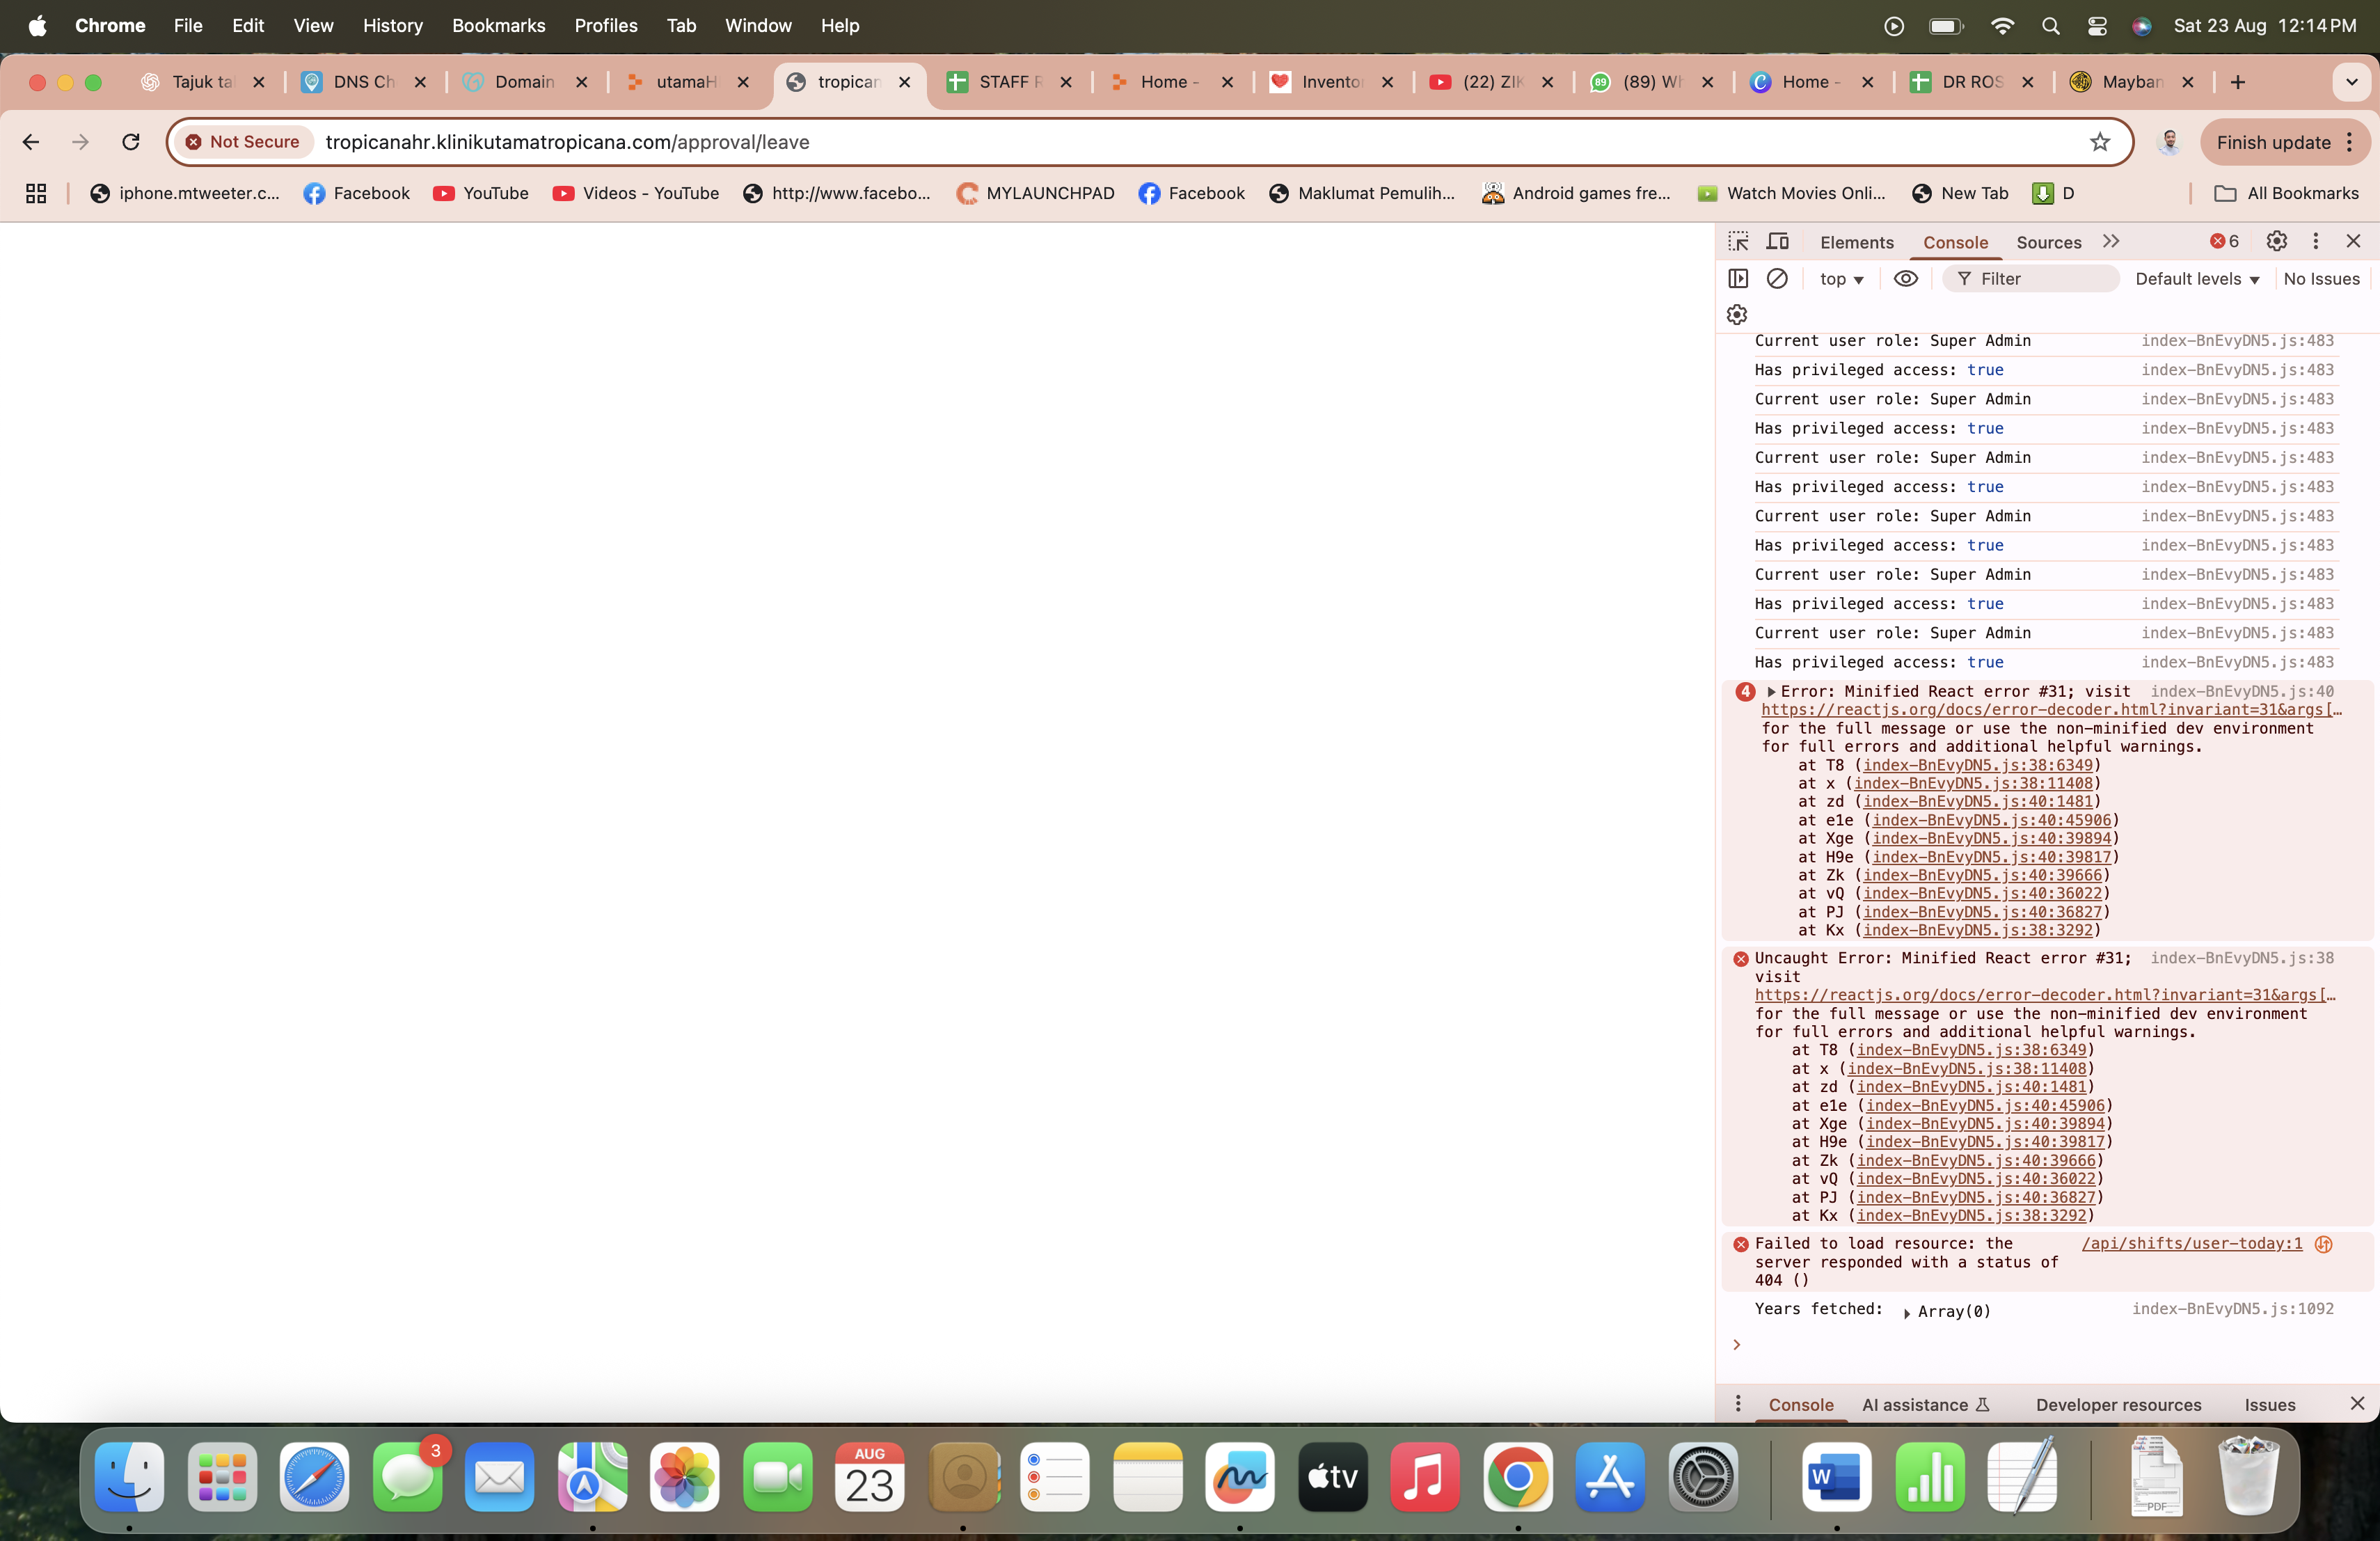 Chrome File Edit View History Bookmarks Profiles Tab Window Help Sat 23 Aug 12:14 PM
Tajuk ta DNS Ch Domain utamaH tropican STAFF R Home - Invento (22) ZIK 89 (89) Wh Home - DR ROS Mayban
Not Secure tropicanahr.klinikutamatropicana.com/approval/leave Finish update
iphone.mtweeter.c... Facebook YouTube Videos - YouTube http://www.facebo... MYLAUNCHPAD Facebook Maklumat Pemulih... Android games fre... Watch Movies Onli... New Tab D All Bookmarks
Elements Console Sources 6
top Filter Default levels No Issues
Current user role: Super Admin index-BnEvyDN5.js:483
Has privileged access: true index-BnEvyDN5.js:483
Current user role: Super Admin index-BnEvyDN5.js:483
Has privileged access: true index-BnEvyDN5.js:483
Current user role: Super Admin index-BnEvyDN5.js:483
Has privileged access: true index-BnEvyDN5.js:483
Current user role: Super Admin index-BnEvyDN5.js:483
Has privileged access: true index-BnEvyDN5.js:483
Current user role: Super Admin index-BnEvyDN5.js:483
Has privileged access: true index-BnEvyDN5.js:483
Current user role: Super Admin index-BnEvyDN5.js:483
Has privileged access: true index-BnEvyDN5.js:483
4 Error: Minified React error #31; visit index-BnEvyDN5.js:40
https://reactjs.org/docs/error-decoder.html?invariant=31&args[…
for the full message or use the non-minified dev environment
for full errors and additional helpful warnings.
at T8 (index-BnEvyDN5.js:38:6349)
at x (index-BnEvyDN5.js:38:11408)
at zd (index-BnEvyDN5.js:40:1481)
at e1e (index-BnEvyDN5.js:40:45906)
at Xge (index-BnEvyDN5.js:40:39894)
at H9e (index-BnEvyDN5.js:40:39817)
at Zk (index-BnEvyDN5.js:40:39666)
at vQ (index-BnEvyDN5.js:40:36022)
at PJ (index-BnEvyDN5.js:40:36827)
at Kx (index-BnEvyDN5.js:38:3292)
Uncaught Error: Minified React error #31; index-BnEvyDN5.js:38
visit
https://reactjs.org/docs/error-decoder.html?invariant=31&args[…
for the full message or use the non-minified dev environment
for full errors and additional helpful warnings.
at T8 (index-BnEvyDN5.js:38:6349)
at x (index-BnEvyDN5.js:38:11408)
at zd (index-BnEvyDN5.js:40:1481)
at e1e (index-BnEvyDN5.js:40:45906)
at Xge (index-BnEvyDN5.js:40:39894)
at H9e (index-BnEvyDN5.js:40:39817)
at Zk (index-BnEvyDN5.js:40:39666)
at vQ (index-BnEvyDN5.js:40:36022)
at PJ (index-BnEvyDN5.js:40:36827)
at Kx (index-BnEvyDN5.js:38:3292)
Failed to load resource: the /api/shifts/user-today:1
server responded with a status of
404 ()
Years fetched: Array(0) index-BnEvyDN5.js:1092
Console AI assistance Developer resources Issues
3
AUG
23
tv
W
PDF